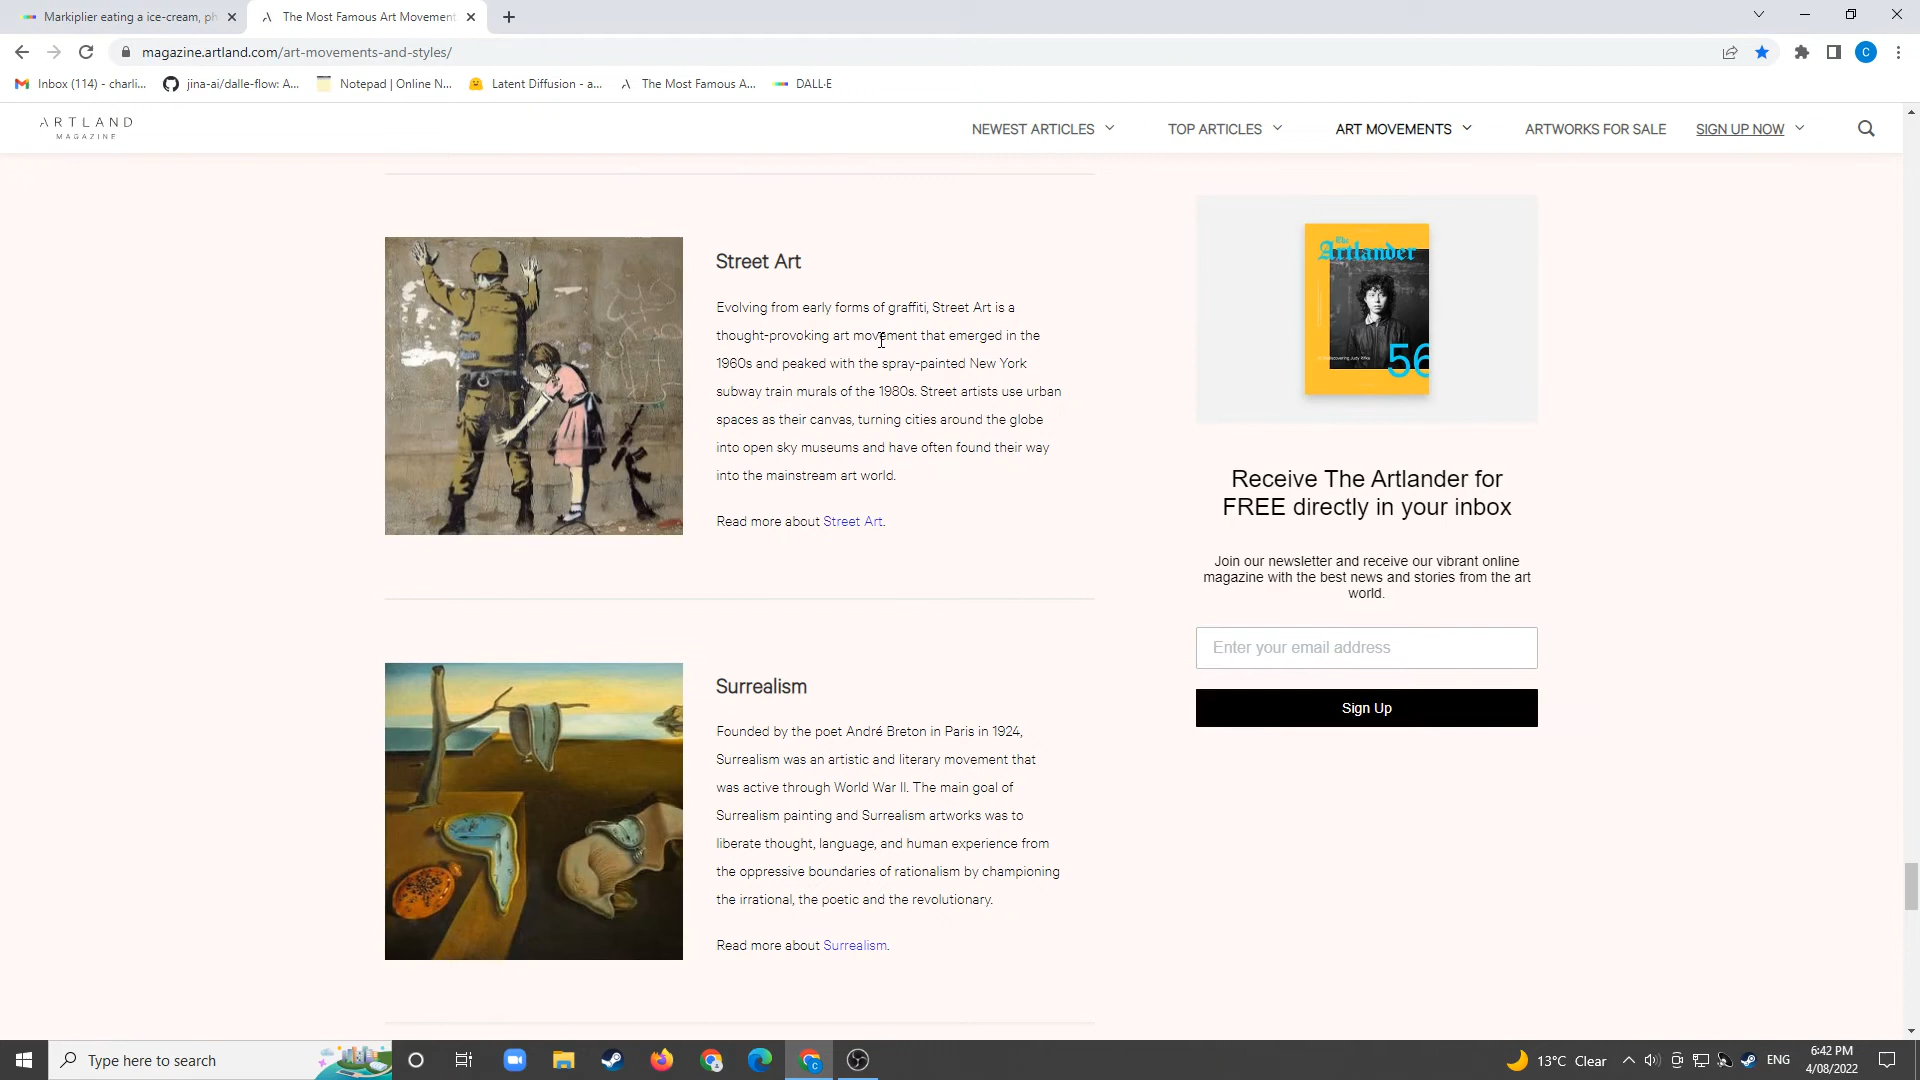 Markiplier eating a ice-cream, ph
The Most Famous Art Movement
magazine.artland.com/art-movements-and-styles/
C
Inbox (114) - charli...
jina-ai/dalle-flow: A...
Notepad | Online N...
Latent Diffusion - a...
The Most Famous A...
DALL·E
ARTLAND
MAGAZINE
NEWEST ARTICLES
TOP ARTICLES
ART MOVEMENTS
ARTWORKS FOR SALE
SIGN UP NOW
Street Art
Evolving from early forms of graffiti, Street Art is a
thought-provoking art movement that emerged in the
1960s and peaked with the spray-painted New York
subway train murals of the 1980s. Street artists use urban
spaces as their canvas, turning cities around the globe
into open sky museums and have often found their way
into the mainstream art world.
Read more about Street Art.
Surrealism
Founded by the poet André Breton in Paris in 1924,
Surrealism was an artistic and literary movement that
was active through World War II. The main goal of
Surrealism painting and Surrealism artworks was to
liberate thought, language, and human experience from
the oppressive boundaries of rationalism by championing
the irrational, the poetic and the revolutionary.
Read more about Surrealism.
The
Artlander
56
Receive The Artlander for
FREE directly in your inbox
Join our newsletter and receive our vibrant online
magazine with the best news and stories from the art
world.
Enter your email address
Sign Up
Type here to search
13°C Clear
ENG
6:42 PM
4/08/2022